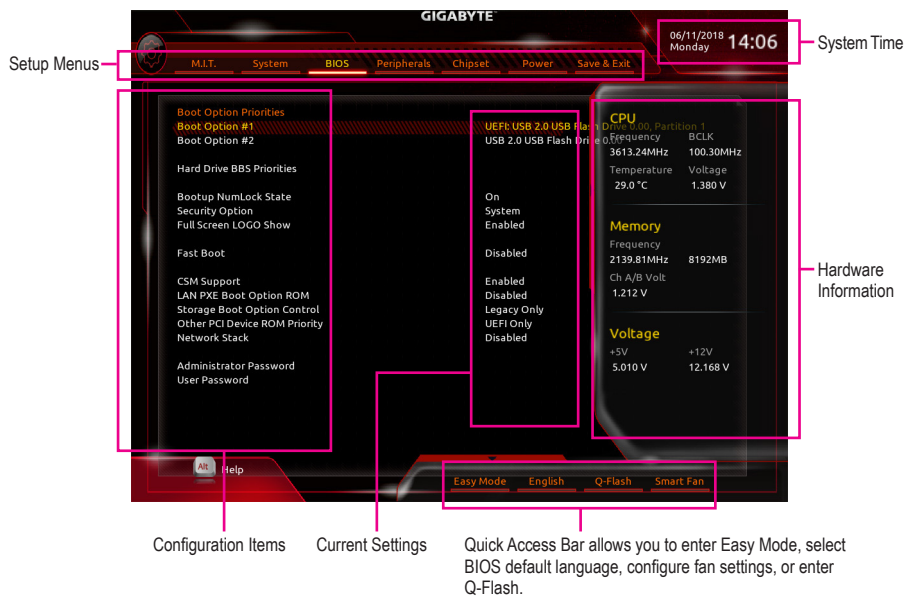 GIGABYTE™
06/11/2018
Monday
14:06
System Time
Setup Menus
M.I.T. System BIOS Peripherals Chipset Power Save & Exit
Boot Option Priorities
Boot Option #1 UEFI: USB 2.0 USB Flash Drive 0.00, Partition 1
Boot Option #2 USB 2.0 USB Flash Drive 0.00
Hard Drive BBS Priorities
Bootup NumLock State On
Security Option System
Full Screen LOGO Show Enabled
Fast Boot Disabled
CSM Support Enabled
LAN PXE Boot Option ROM Disabled
Storage Boot Option Control Legacy Only
Other PCI Device ROM Priority UEFI Only
Network Stack Disabled
Administrator Password
User Password
CPU
Frequency BCLK
3613.24MHz 100.30MHz
Temperature Voltage
29.0 °C 1.380 V
Memory
Frequency
2139.81MHz 8192MB
Ch A/B Volt
1.212 V
Voltage
+5V +12V
5.010 V 12.168 V
Hardware
Information
Alt Help
Easy Mode English Q-Flash Smart Fan
Configuration Items
Current Settings
Quick Access Bar allows you to enter Easy Mode, select
BIOS default language, configure fan settings, or enter
Q-Flash.